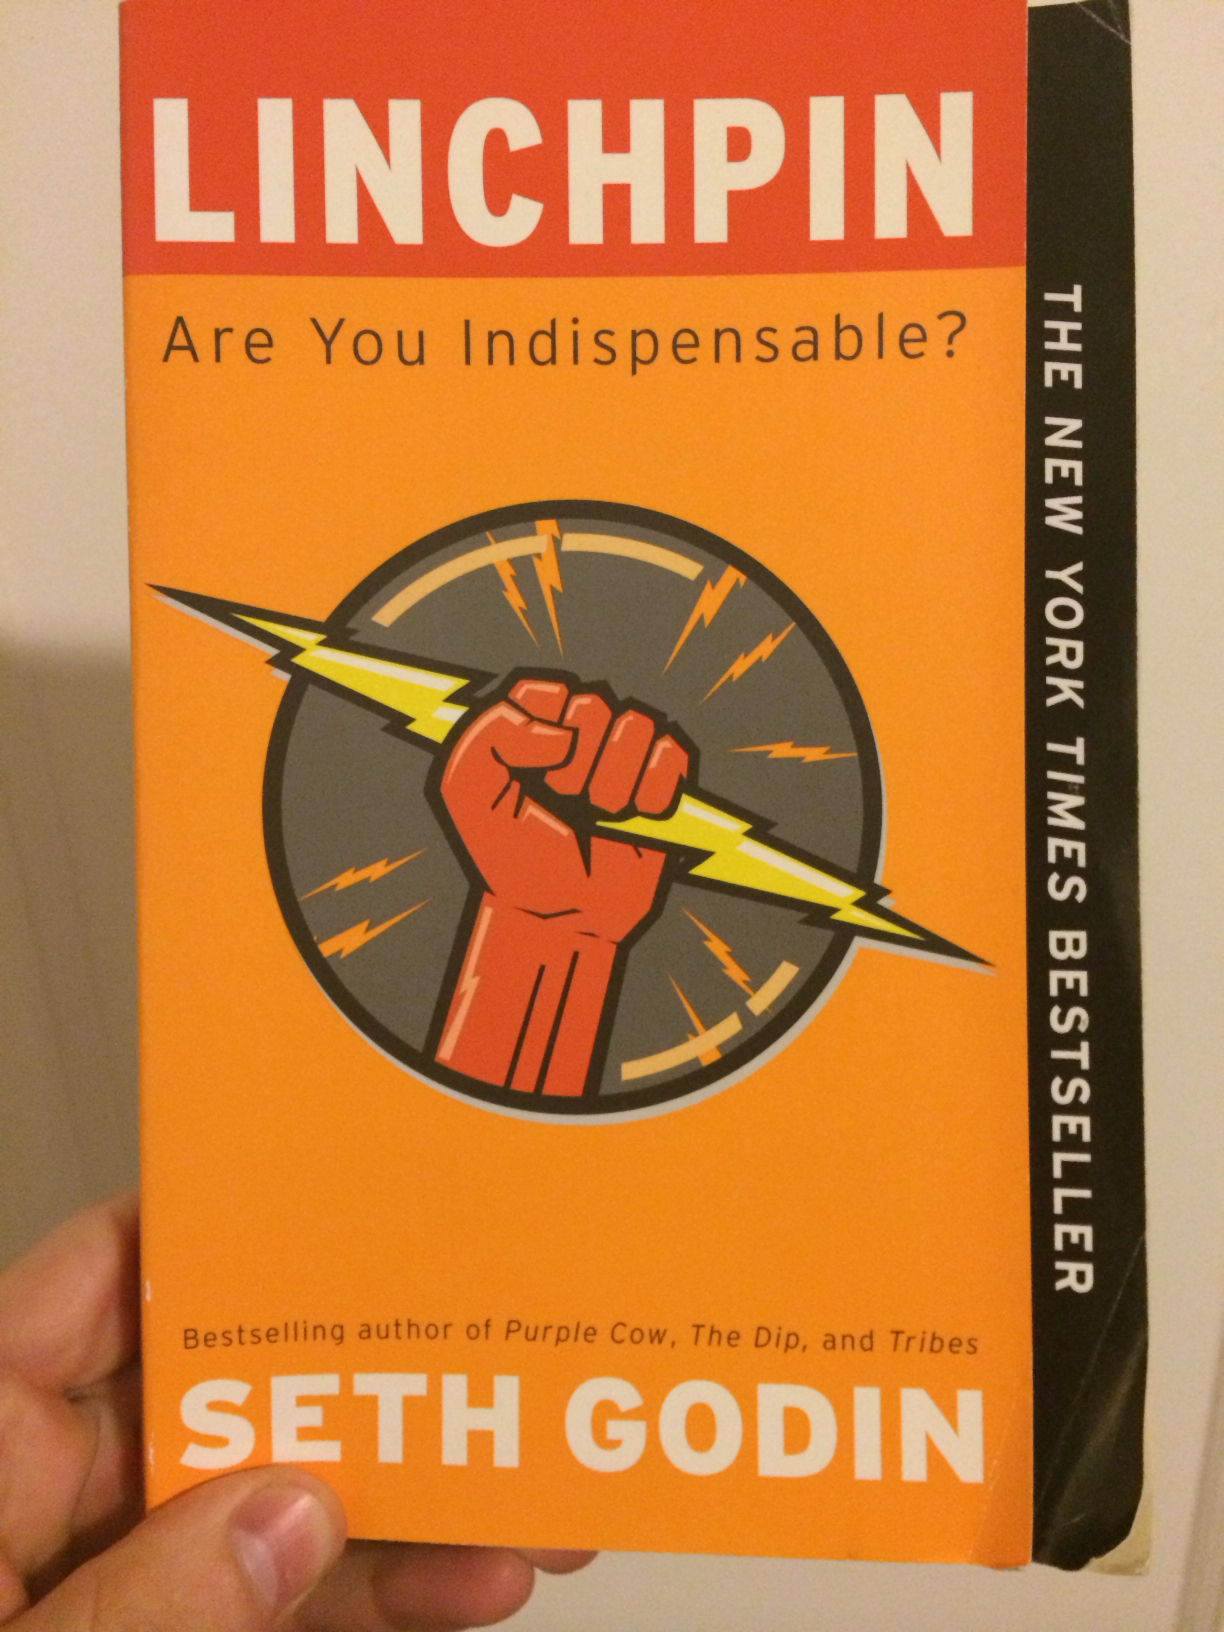 LINCHPIN
Are You Indispensable?
Bestselling author of Purple Cow, The Dip, and Tribes
SETH GODIN
THE NEW YORK TIMES BESTSELLER